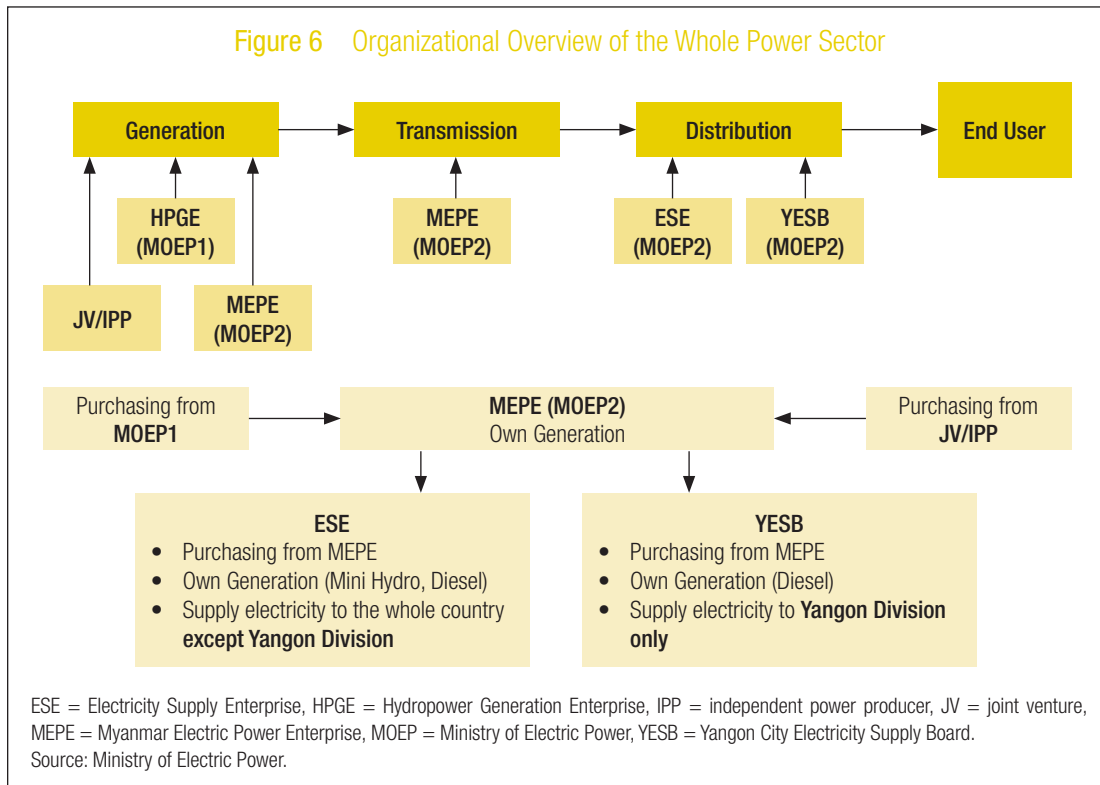 Figure 6 Organizational Overview of the Whole Power Sector
Generation
Transmission
Distribution
End User
HPGE
(MOEP1)
MEPE
(MOEP2)
ESE
(MOEP2)
YESB
(MOEP2)
JV/IPP
MEPE
(MOEP2)
Purchasing from
MOEP1
MEPE (MOEP2)
Own Generation
Purchasing from
JV/IPP
ESE
• Purchasing from MEPE
• Own Generation (Mini Hydro, Diesel)
• Supply electricity to the whole country
except Yangon Division
YESB
• Purchasing from MEPE
• Own Generation (Diesel)
• Supply electricity to Yangon Division
only
ESE = Electricity Supply Enterprise, HPGE = Hydropower Generation Enterprise, IPP = independent power producer, JV = joint venture,
MEPE = Myanmar Electric Power Enterprise, MOEP = Ministry of Electric Power, YESB = Yangon City Electricity Supply Board.
Source: Ministry of Electric Power.